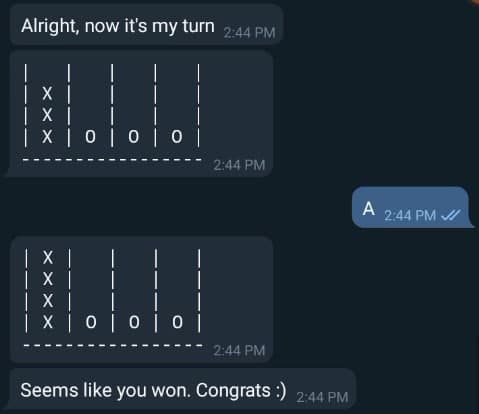 Alright, now it's my turn 2:44 PM
|   |   |   |   |
| X |   |   |   |
| X |   |   |   |
| X | O | O | O |
-----------------
2:44 PM
A 2:44 PM
| X |   |   |   |
| X |   |   |   |
| X |   |   |   |
| X | O | O | O |
-----------------
2:44 PM
Seems like you won. Congrats :) 2:44 PM